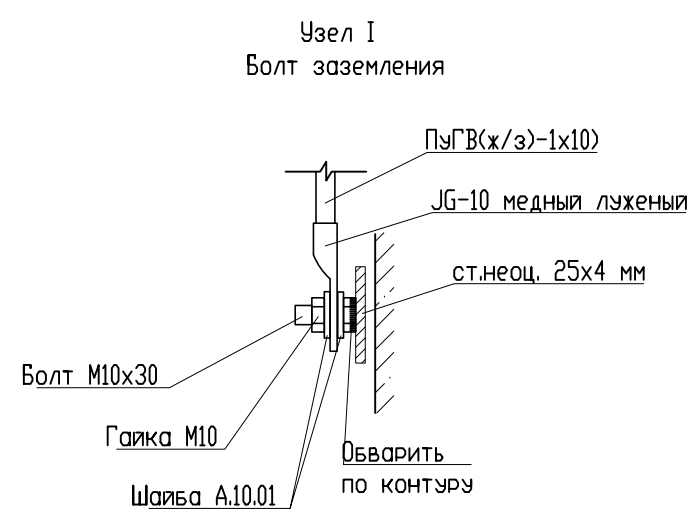 Узел I
Болт заземления
ПуГВ(ж/з)-1х10)
JG-10 медный луженый
ст.неоц. 25х4 мм
Болт М10х30
Гайка М10
Обварить
по контуру
Шайба А.10.01